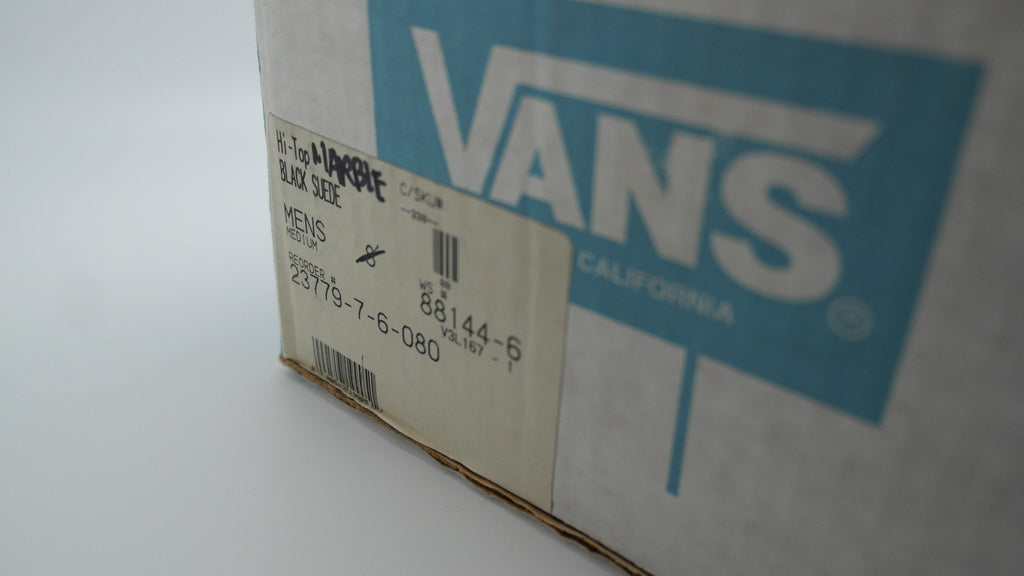 VANS
CALIFORNIA
Hi-Top MARBLE
BLACK SUEDE
C/SKU#
MENS
MEDIUM
8
REORDER #
23779-7-6-080
WS #
88144-6
V3L167 - 1